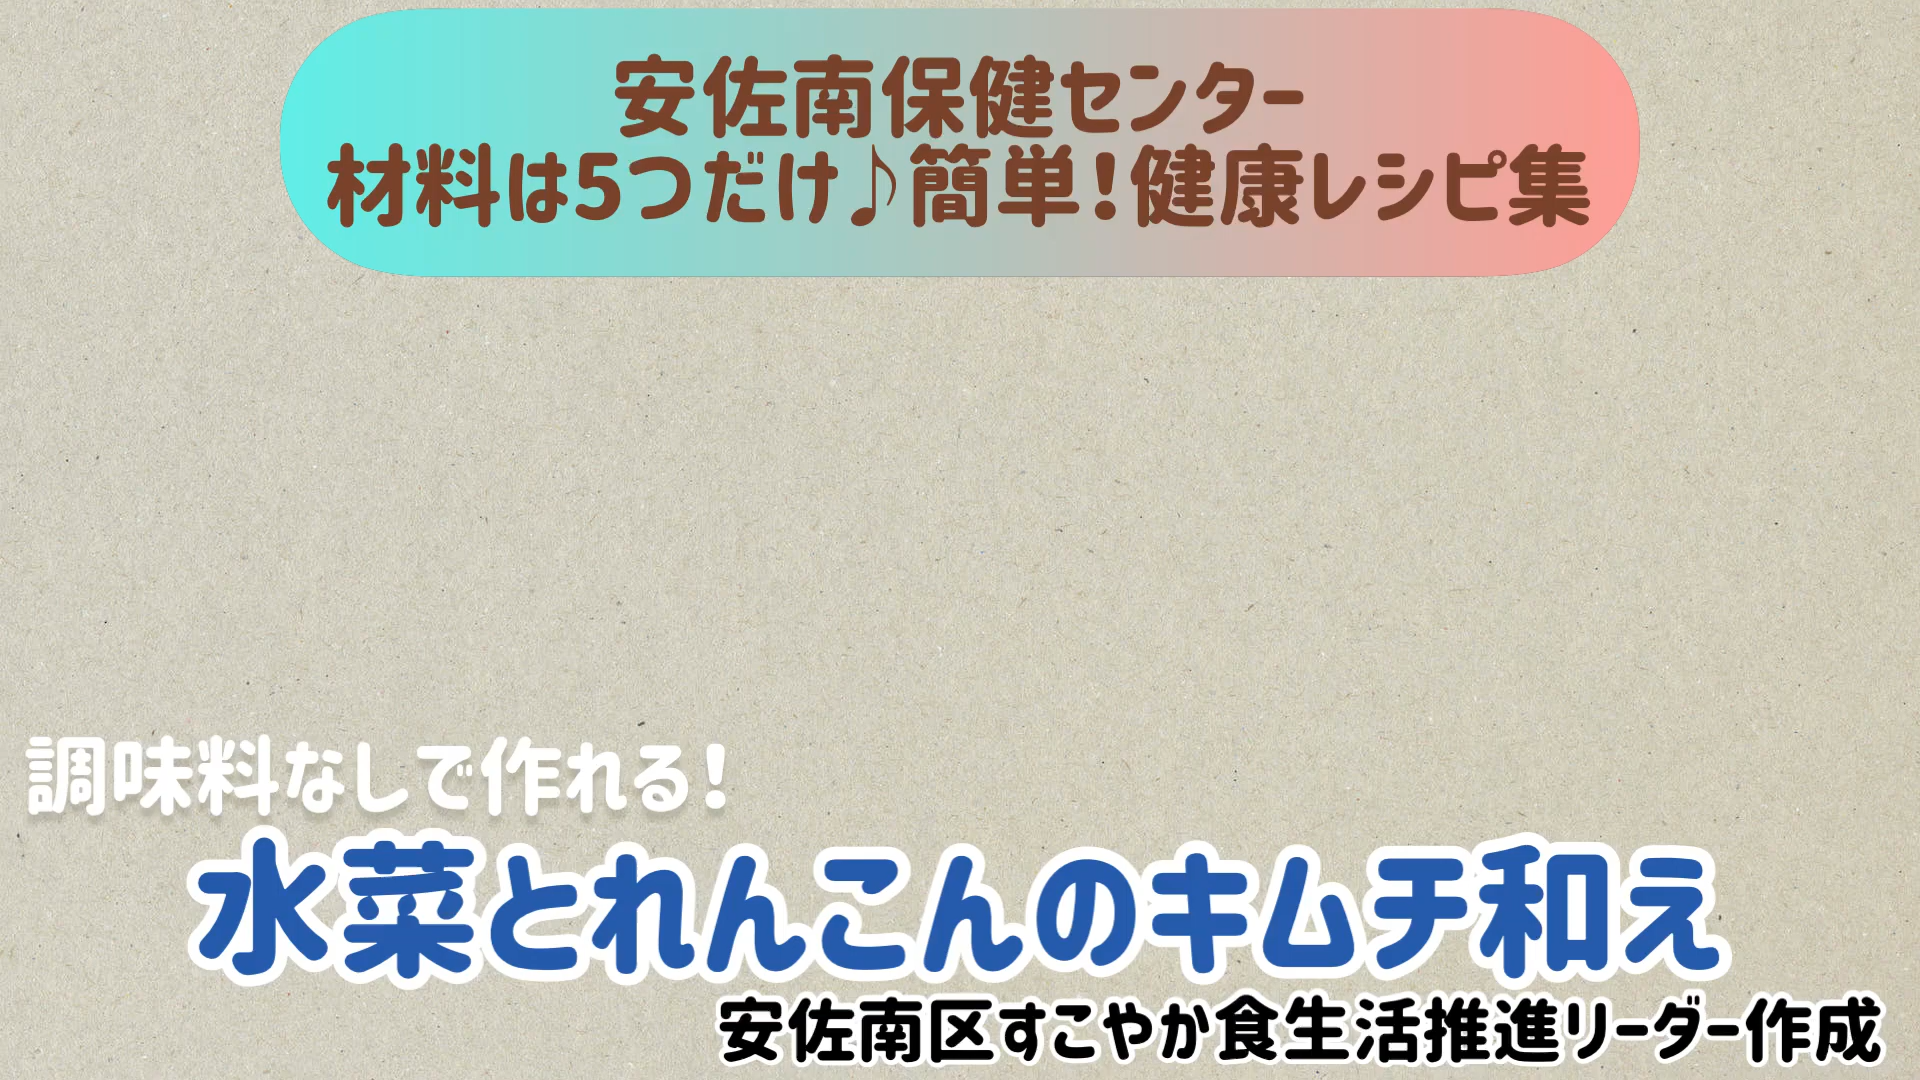 安佐南保健センター
材料は5つだけ♪簡単！健康レシピ集
調味料なしで作れる！
水菜とれんこんのキムチ和え
安佐南区すこやか食生活推進リーダー作成